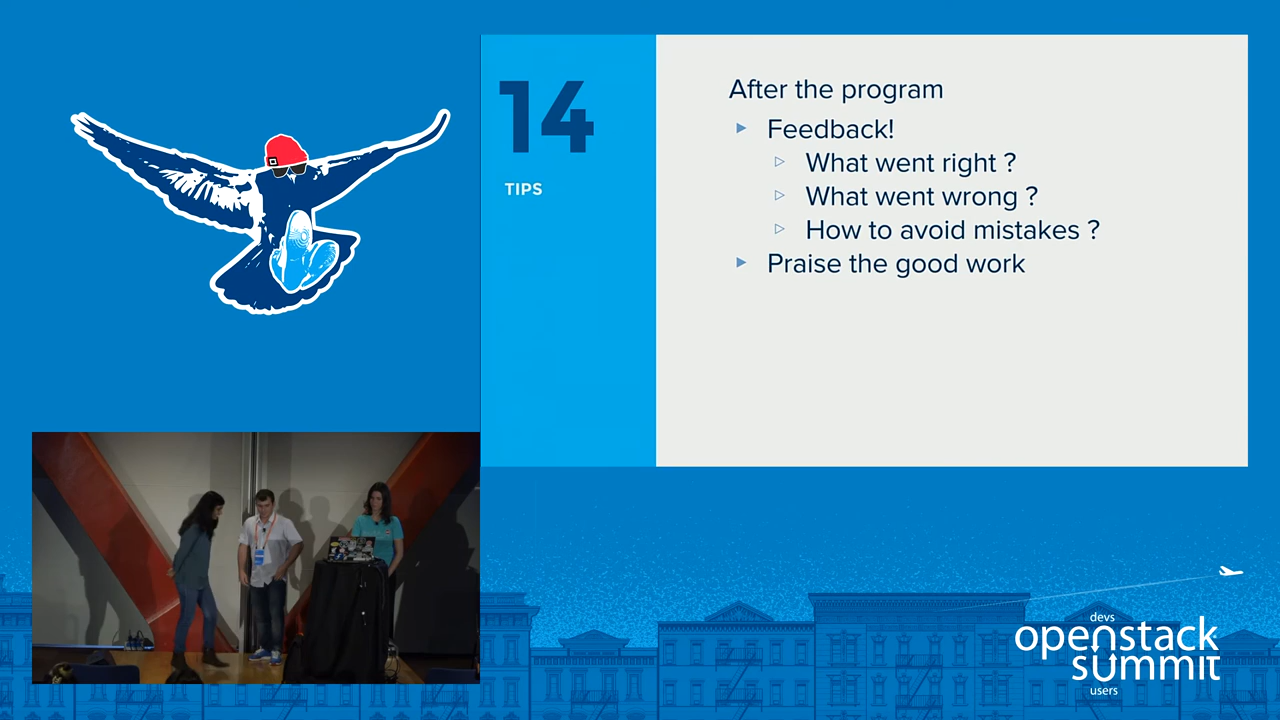 14
TIPS
After the program
Feedback!
What went right ?
What went wrong ?
How to avoid mistakes ?
Praise the good work
devs
openstack
summit
users